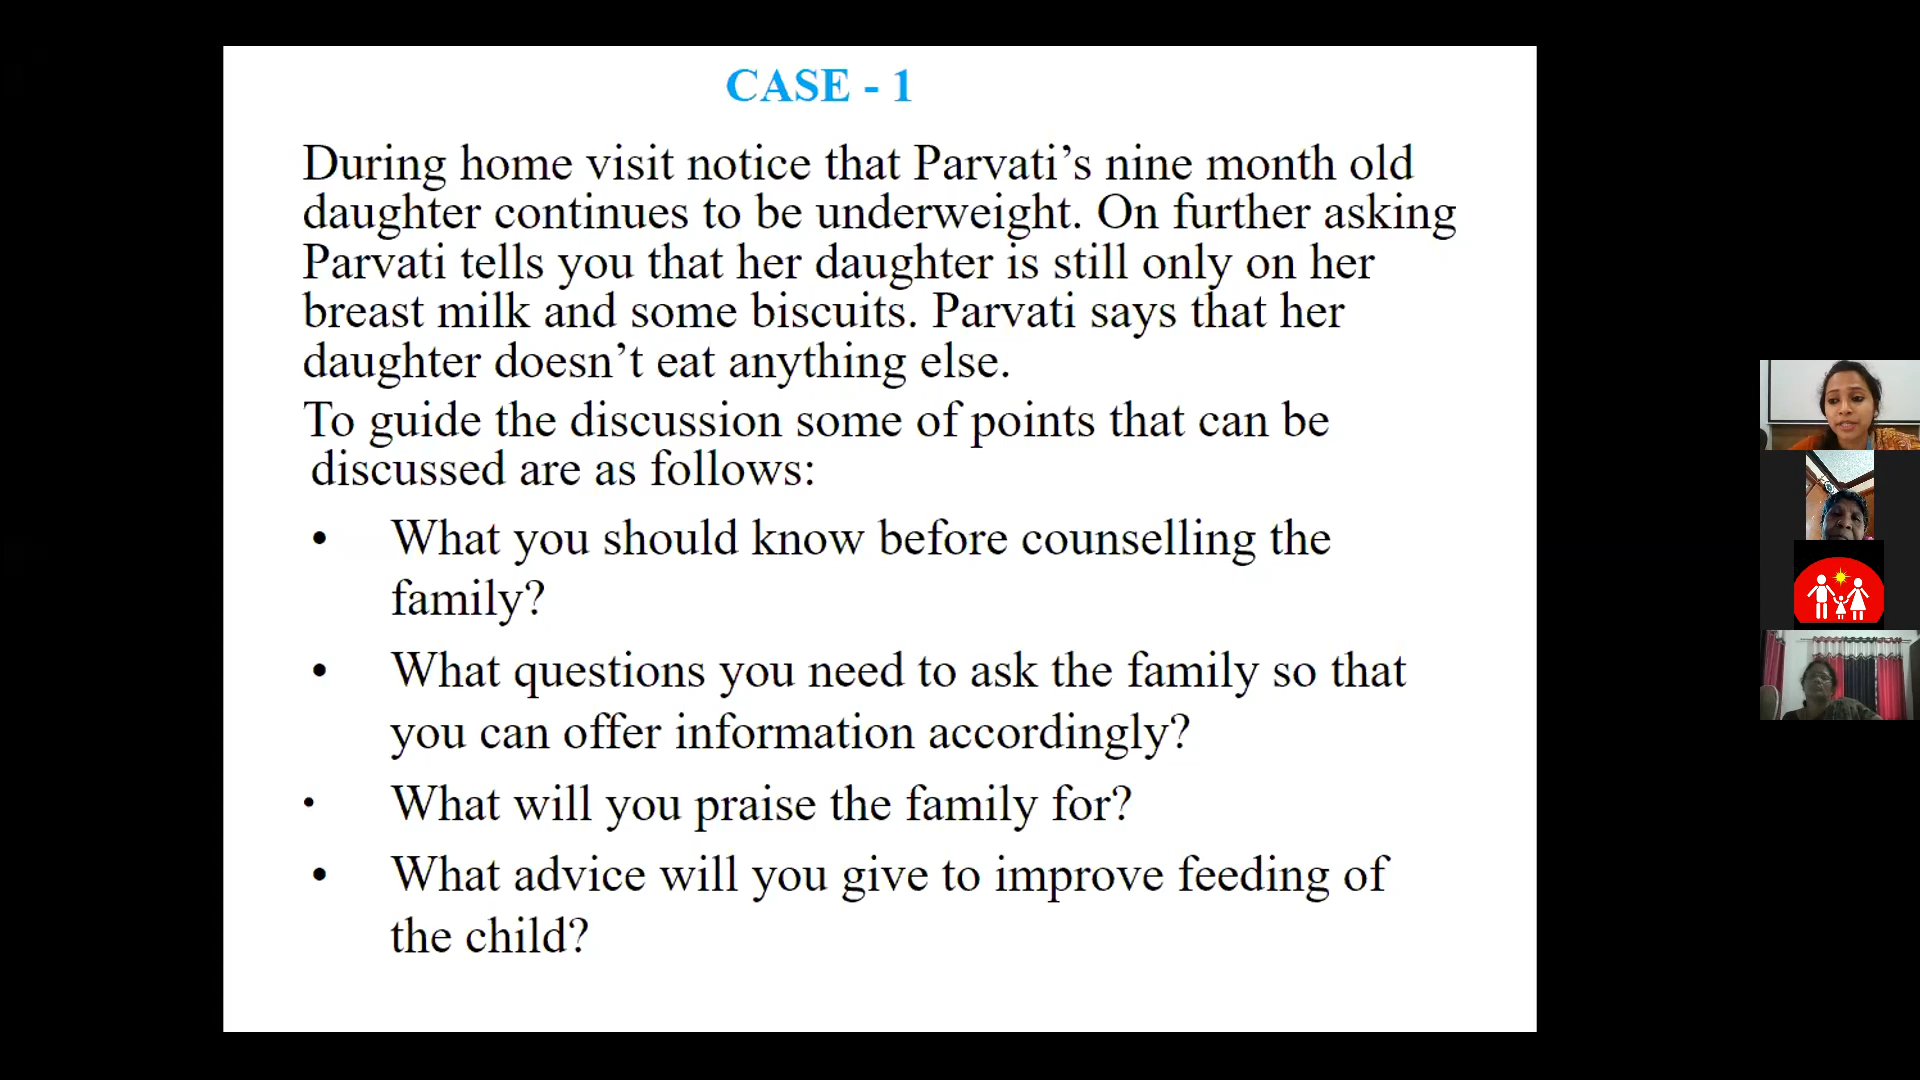 CASE - 1
During home visit notice that Parvati’s nine month old
daughter continues to be underweight. On further asking
Parvati tells you that her daughter is still only on her
breast milk and some biscuits. Parvati says that her
daughter doesn’t eat anything else.
To guide the discussion some of points that can be
discussed are as follows:
• What you should know before counselling the
family?
• What questions you need to ask the family so that
you can offer information accordingly?
• What will you praise the family for?
• What advice will you give to improve feeding of
the child?